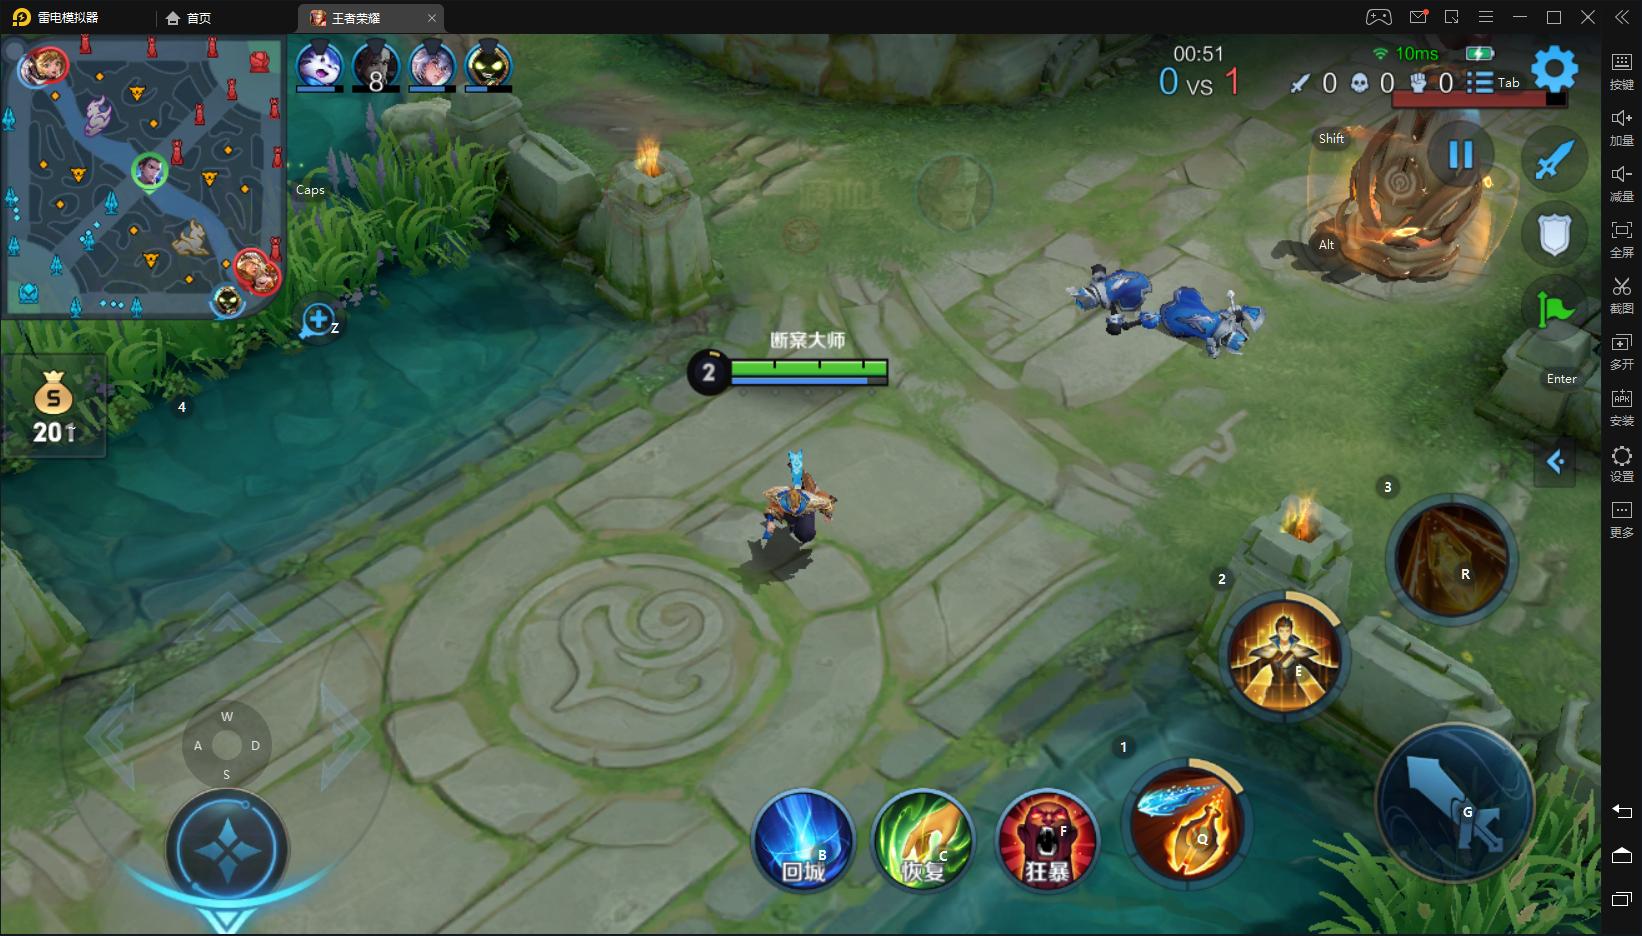 雷电模拟器
首页
王者荣耀
00:51
10ms
0 VS 1
0 0 0 Tab
8
Shift
Caps
Alt
Z
断案大师
2
Enter
4
S
201
3
R
2
E
W
A D
S
1
G
B
回城
C
恢复
F
狂暴
Q
按键
加量
减量
全屏
截图
多开
APK
安装
设置
更多